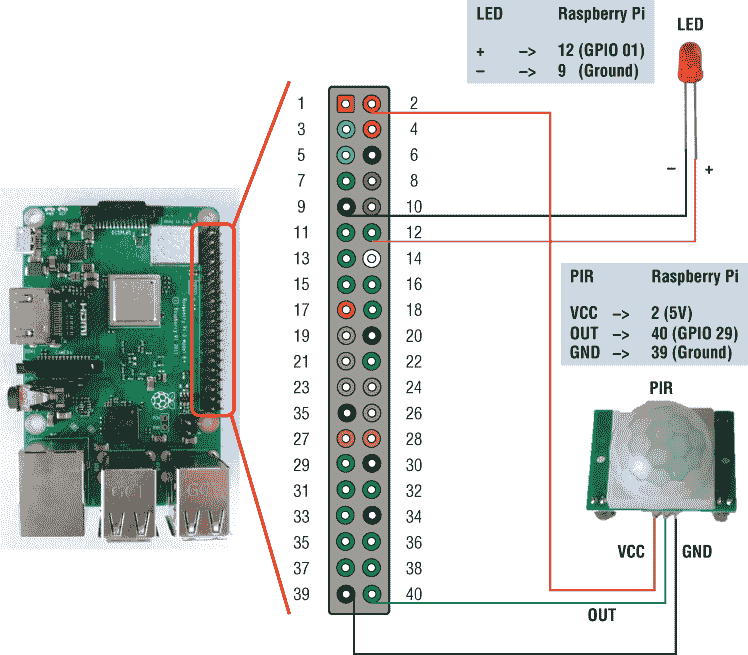 LED Raspberry Pi
+ –> 12 (GPIO 01)
– –> 9 (Ground)
LED
1 2
3 4
5 6
7 8
9 10
11 12
13 14
15 16
17 18
19 20
21 22
23 24
35 26
27 28
29 30
31 32
33 34
35 36
37 38
39 40
– +
PIR Raspberry Pi
VCC –> 2 (5V)
OUT –> 40 (GPIO 29)
GND –> 39 (Ground)
PIR
VCC GND
OUT
HDMI